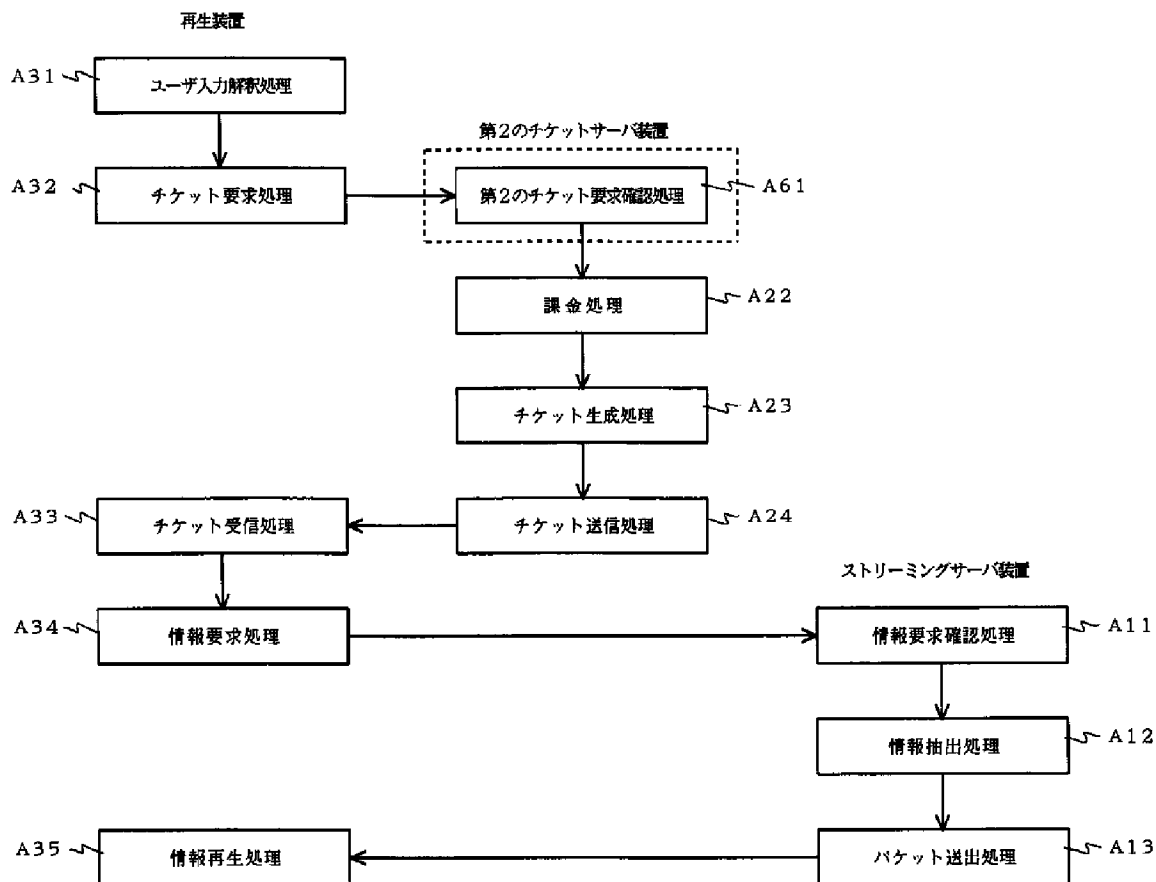 再生装置
A31
ユーザ入力解釈処理
第2のチケットサーバ装置
A32
チケット要求処理
第2のチケット要求確認処理
A61
課金処理
A22
チケット生成処理
A23
A33
チケット受信処理
チケット送信処理
A24
ストリーミングサーバ装置
A34
情報要求処理
情報要求確認処理
A11
情報抽出処理
A12
A35
情報再生処理
パケット送出処理
A13